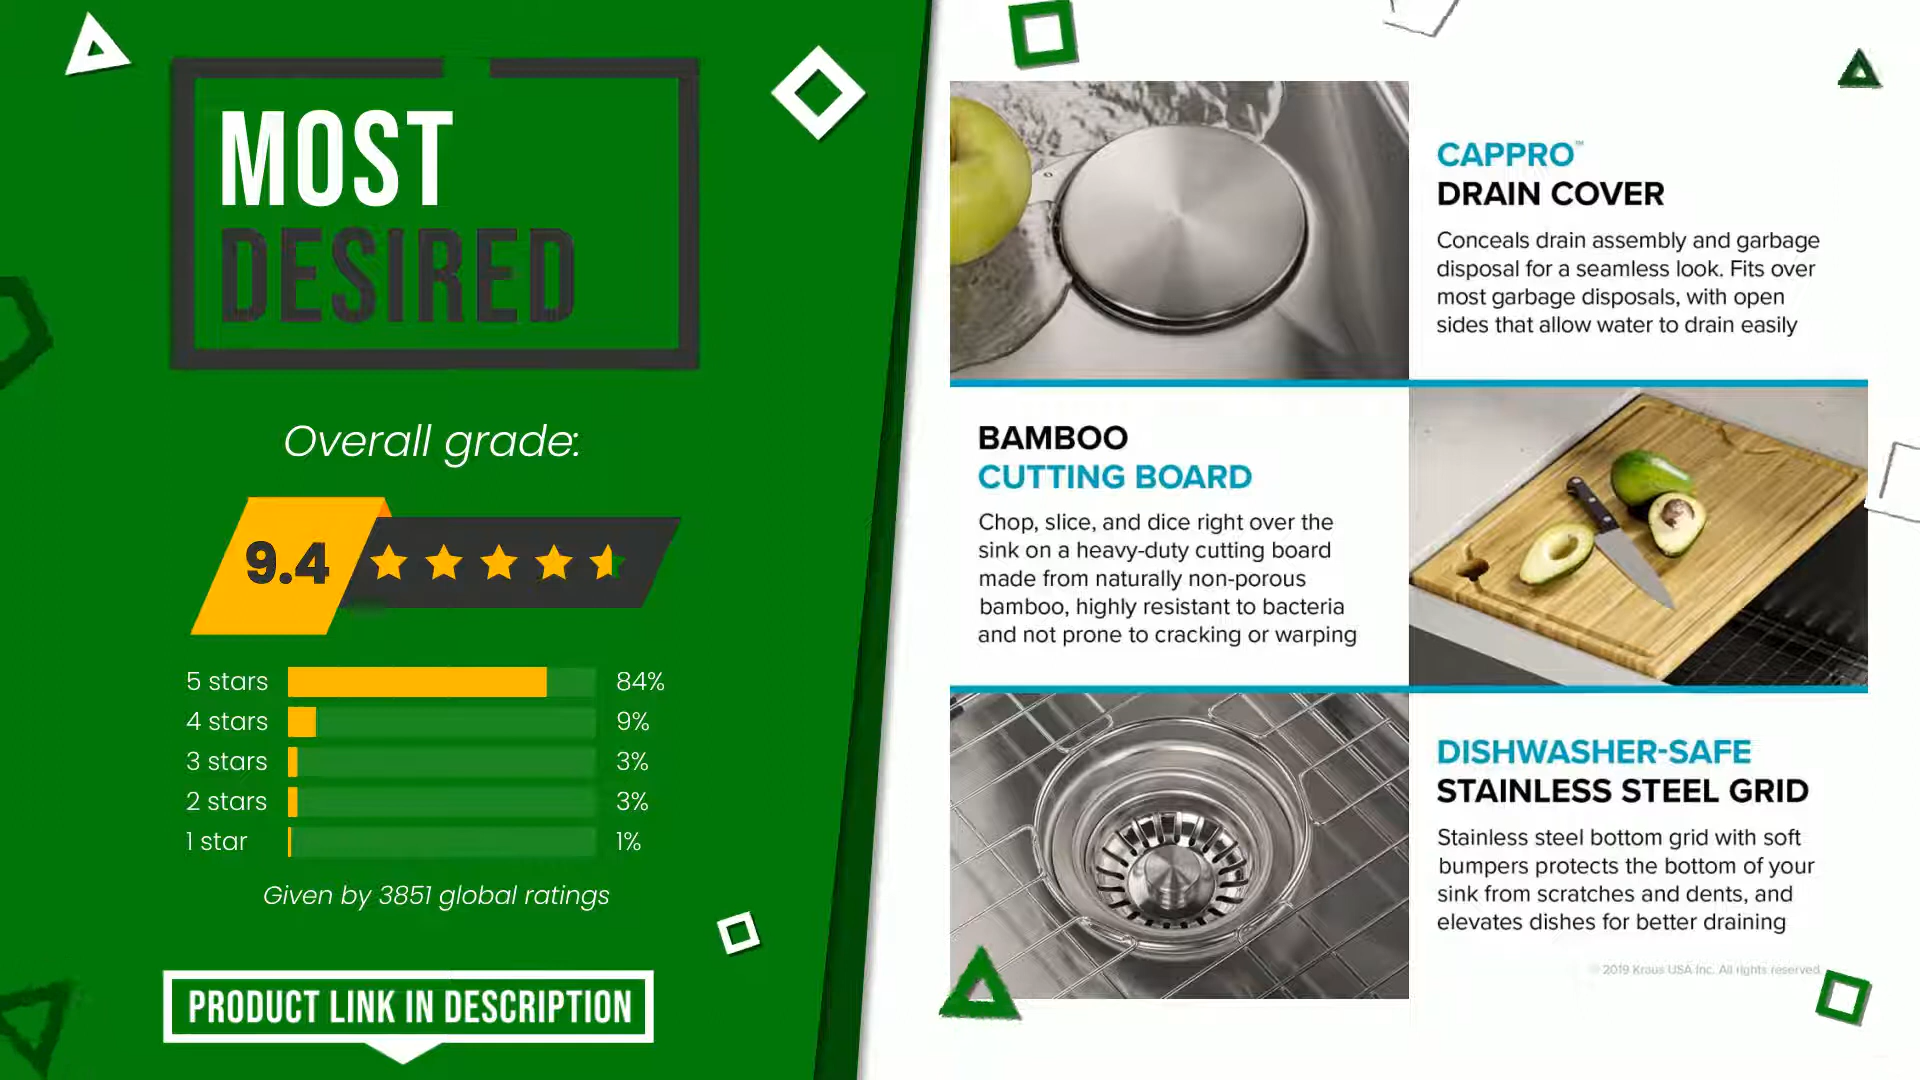 MOST
DESIRED
Overall grade:
9.4
5 stars 84%
4 stars 9%
3 stars 3%
2 stars 3%
1 star 1%
Given by 3851 global ratings
PRODUCT LINK IN DESCRIPTION
CAPPRO™
DRAIN COVER
Conceals drain assembly and garbage
disposal for a seamless look. Fits over
most garbage disposals, with open
sides that allow water to drain easily
BAMBOO
CUTTING BOARD
Chop, slice, and dice right over the
sink on a heavy-duty cutting board
made from naturally non-porous
bamboo, highly resistant to bacteria
and not prone to cracking or warping
DISHWASHER-SAFE
STAINLESS STEEL GRID
Stainless steel bottom grid with soft
bumpers protects the bottom of your
sink from scratches and dents, and
elevates dishes for better draining
© 2019 Kraus USA Inc. All rights reserved.